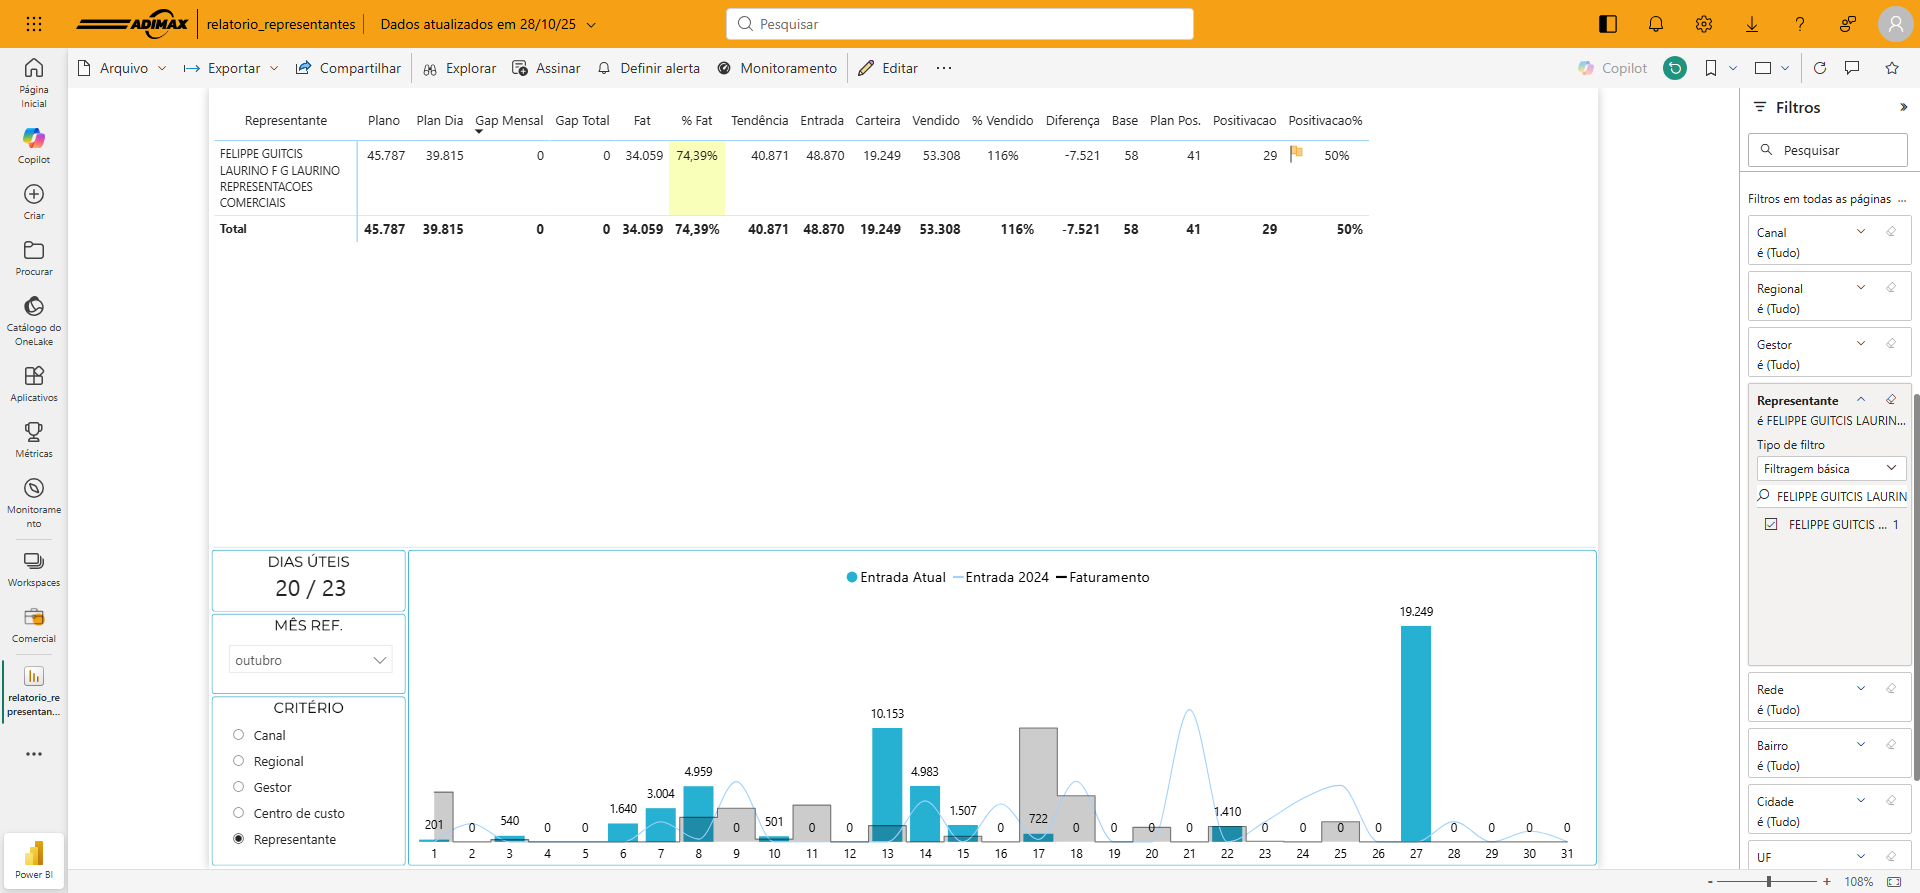 ADIMAX relatorio_representantes Dados atualizados em 28/10/25 Pesquisar
Arquivo Exportar Compartilhar Explorar Assinar Definir alerta Monitoramento Editar ... Copilot
Página
Inicial
Copilot
Criar
Procurar
Catálogo do
OneLake
Aplicativos
Métricas
Monitorame
nto
Workspaces
Comercial
relatorio_re
presentan...
Power BI
Representante Plano Plan Dia Gap Mensal Gap Total Fat % Fat Tendência Entrada Carteira Vendido % Vendido Diferença Base Plan Pos. Positivacao Positivacao%
FELIPPE GUITCIS 45.787 39.815 0 0 34.059 74,39% 40.871 48.870 19.249 53.308 116% -7.521 58 41 29 50%
LAURINO F G LAURINO
REPRESENTACOES
COMERCIAIS
Total 45.787 39.815 0 0 34.059 74,39% 40.871 48.870 19.249 53.308 116% -7.521 58 41 29 50%
DIAS ÚTEIS
20 / 23
MÊS REF.
outubro
CRITÉRIO
Canal
Regional
Gestor
Centro de custo
Representante
Entrada Atual Entrada 2024 Faturamento
201 0 540 0 0 1.640 3.004 4.959 0 501 0 0 10.153 4.983 1.507 0 722 0 0 0 0 1.410 0 0 0 0 19.249 0 0 0 0
1 2 3 4 5 6 7 8 9 10 11 12 13 14 15 16 17 18 19 20 21 22 23 24 25 26 27 28 29 30 31
Filtros
Pesquisar
Filtros em todas as páginas ...
Canal
é (Tudo)
Regional
é (Tudo)
Gestor
é (Tudo)
Representante
é FELIPPE GUITCIS LAURIN...
Tipo de filtro
Filtragem básica
FELIPPE GUITCIS LAURIN
FELIPPE GUITCIS ... 1
Rede
é (Tudo)
Bairro
é (Tudo)
Cidade
é (Tudo)
UF
- + 108%